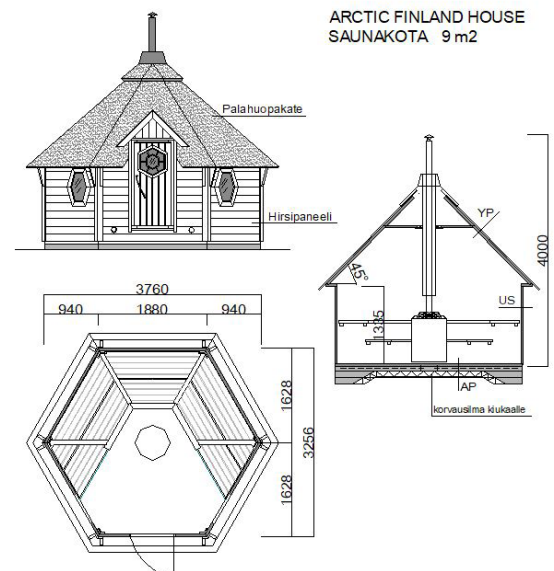 ARCTIC FINLAND HOUSE
SAUNAKOTA 9 m2
Palahuopakate
Hirsipaneeli
YP
4000
45°
US
1335
AP
korvausilma kiukaalle
3760
940 1880 940
1628
3256
1628